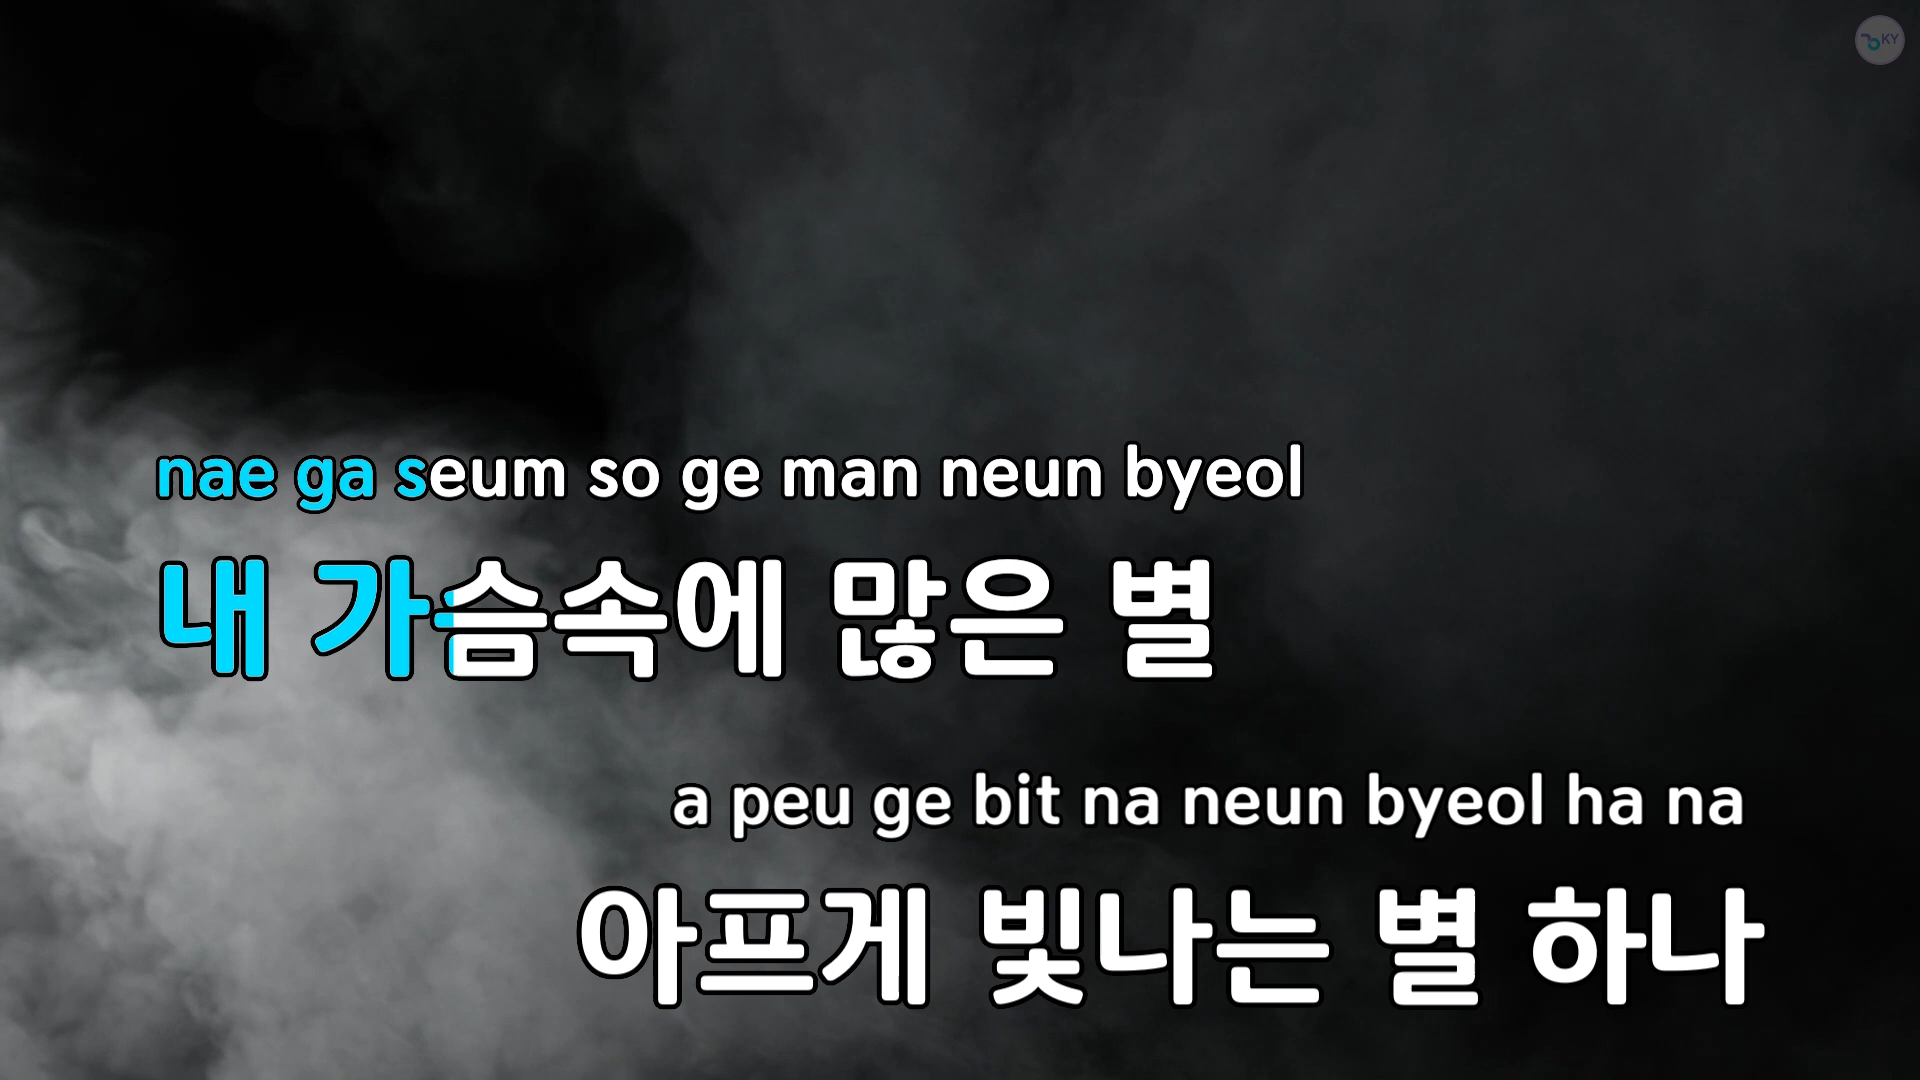 KY
nae ga seum so ge man neun byeol
내 가슴속에 많은 별
a peu ge bit na neun byeol ha na
아프게 빛나는 별 하나